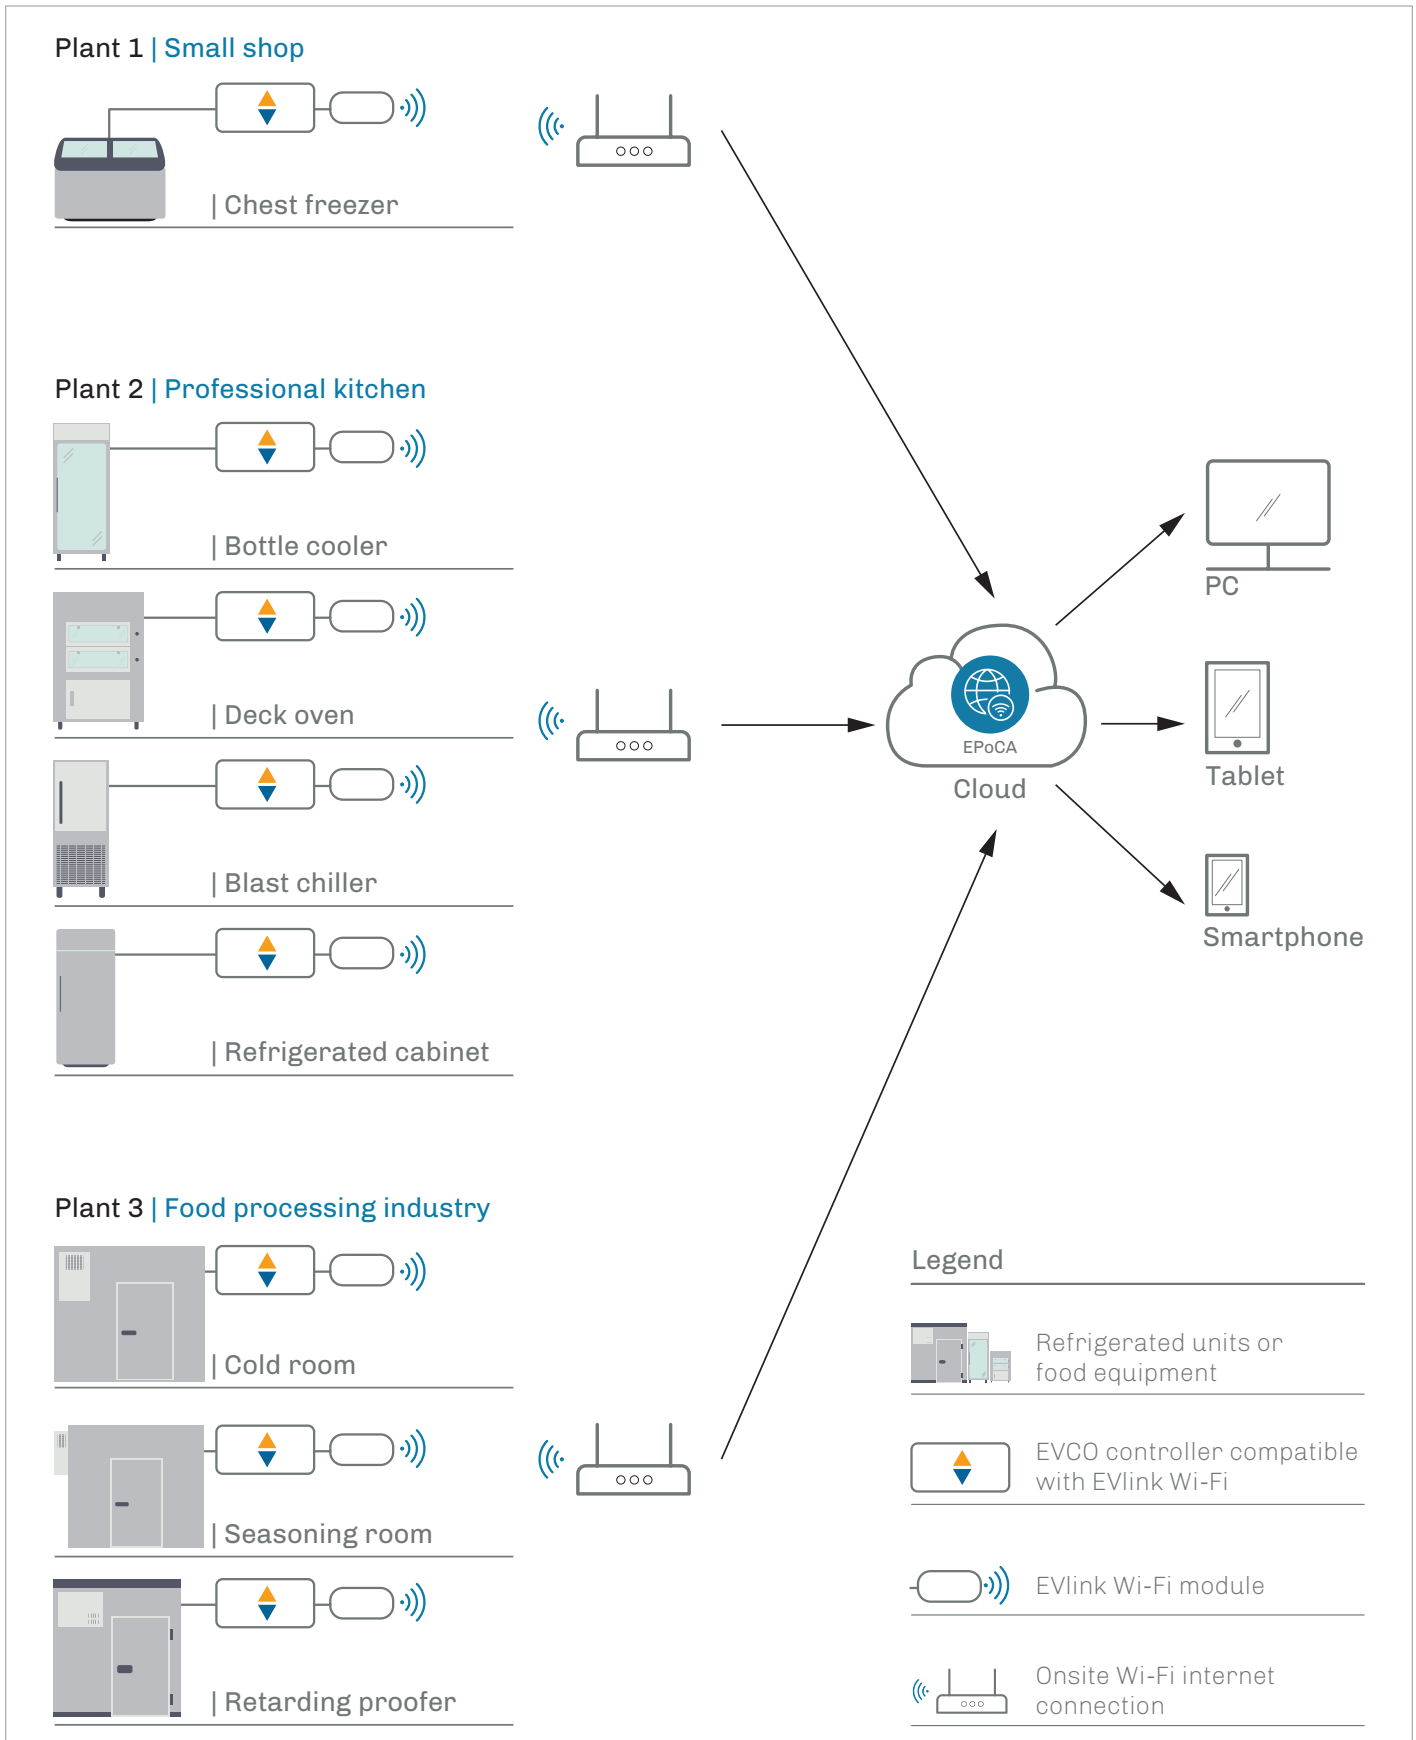 Plant 1 | Small shop
| Chest freezer
Plant 2 | Professional kitchen
| Bottle cooler
| Deck oven
| Blast chiller
| Refrigerated cabinet
Plant 3 | Food processing industry
| Cold room
| Seasoning room
| Retarding proofer
EPoCA
Cloud
PC
Tablet
Smartphone
Legend
Refrigerated units or
food equipment
EVCO controller compatible
with EVlink Wi-Fi
EVlink Wi-Fi module
Onsite Wi-Fi internet
connection